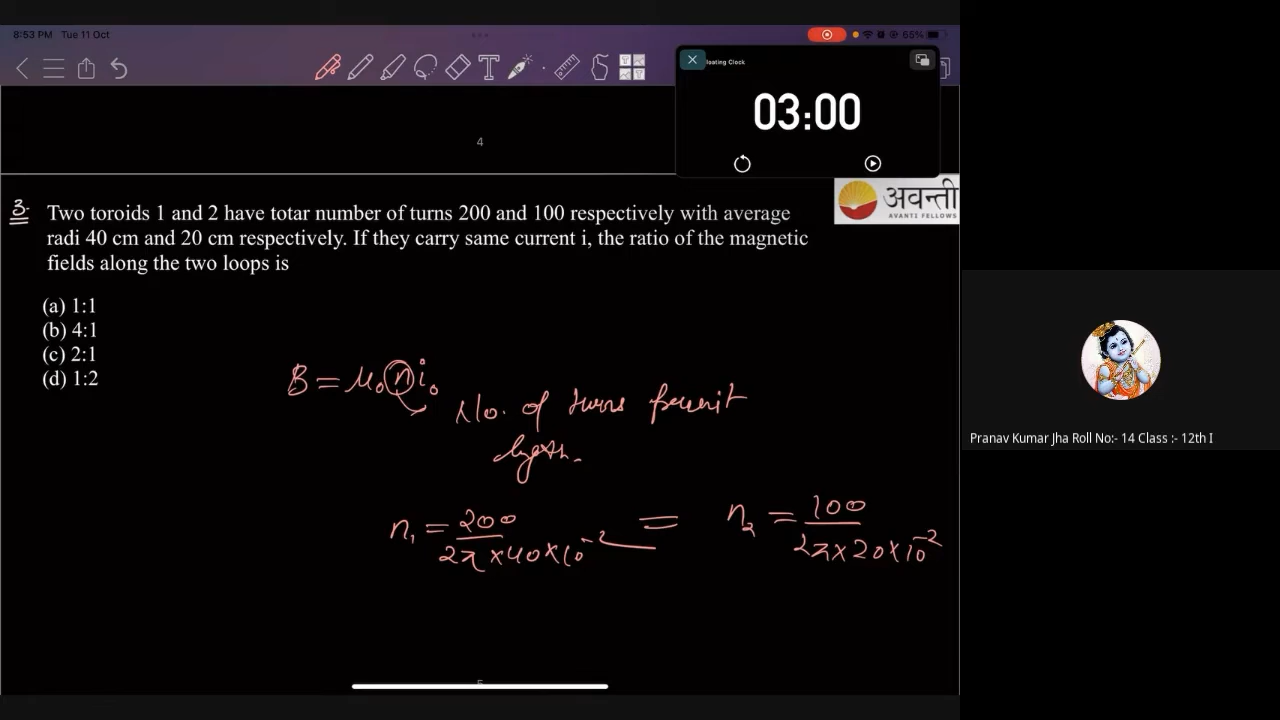 8:53 PM Tue 11 Oct
65%
loating Clock
03:00
4
अवन्ती
AVANTI FELLOWS
3.
Two toroids 1 and 2 have totar number of turns 200 and 100 respectively with average
radi 40 cm and 20 cm respectively. If they carry same current i, the ratio of the magnetic
fields along the two loops is
(a) 1:1
(b) 4:1
(c) 2:1
(d) 1:2
B = μ₀ n i₀
No. of turns per unit
length.
n₁ = 200 / 2π × 40 × 10⁻² = n₂ = 100 / 2π × 20 × 10⁻²
Pranav Kumar Jha Roll No:- 14 Class :- 12th I